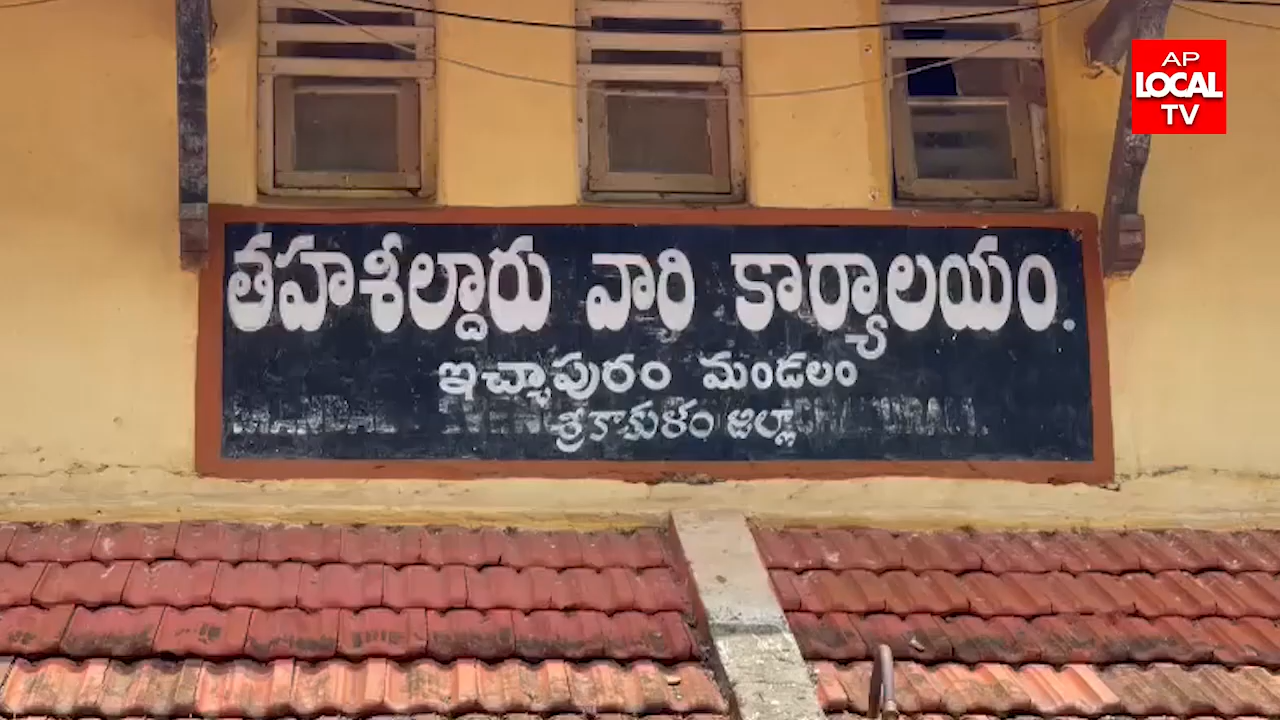 AP
LOCAL
TV
తహశీల్దారు వారి కార్యాలయం.
ఇచ్ఛాపురం మండలం
శ్రీకాకుళం జిల్లా